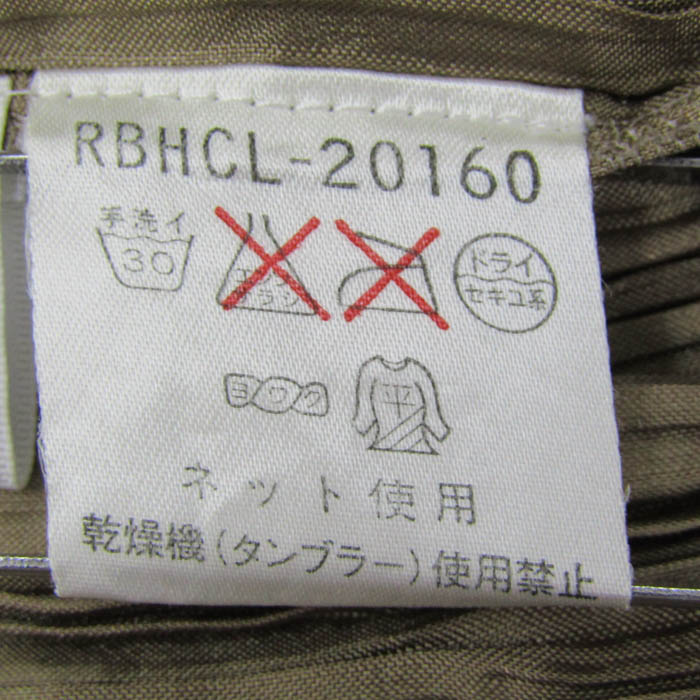 RBHCL-20160
手洗イ
30
エンソ
サラシ
ドライ
セキユ系
ヨワク
平
ネット使用
乾燥機(タンブラー)使用禁止